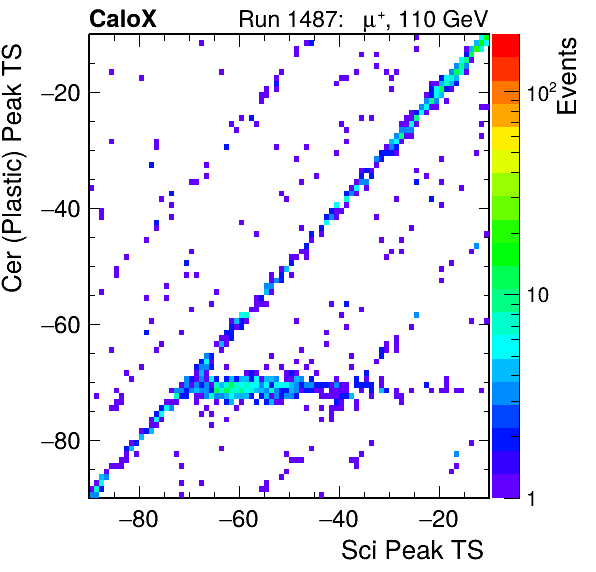 CaloX Run 1487: μ⁺, 110 GeV
Cer (Plastic) Peak TS
−20
−40
−60
−80
−80 −60 −40 −20
Sci Peak TS
Events
10²
10
1